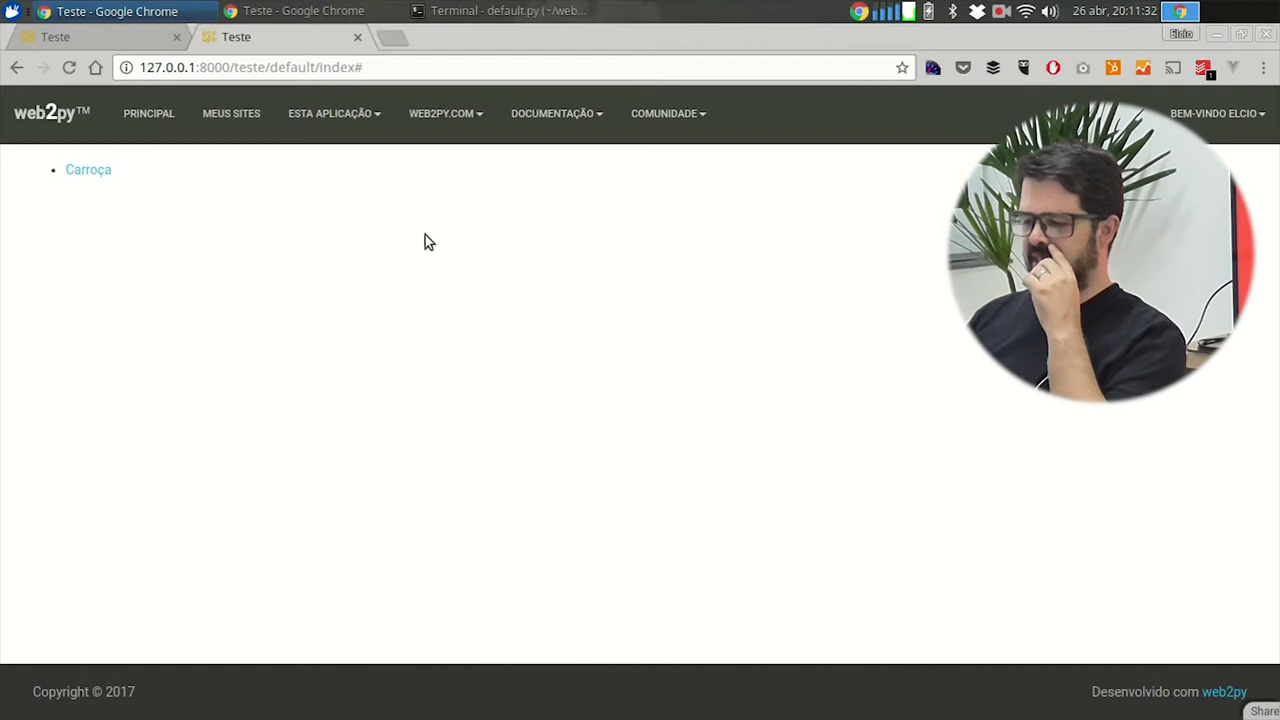 Teste - Google Chrome
Teste - Google Chrome
Terminal - default.py (~/web...
26 abr, 20:11:32
Teste
Teste
Elcio
127.0.0.1:8000/teste/default/index#
1
web2py™
PRINCIPAL
MEUS SITES
ESTA APLICAÇÃO
WEB2PY.COM
DOCUMENTAÇÃO
COMUNIDADE
BEM-VINDO ELCIO
Carroça
Copyright © 2017
Desenvolvido com web2py
Share